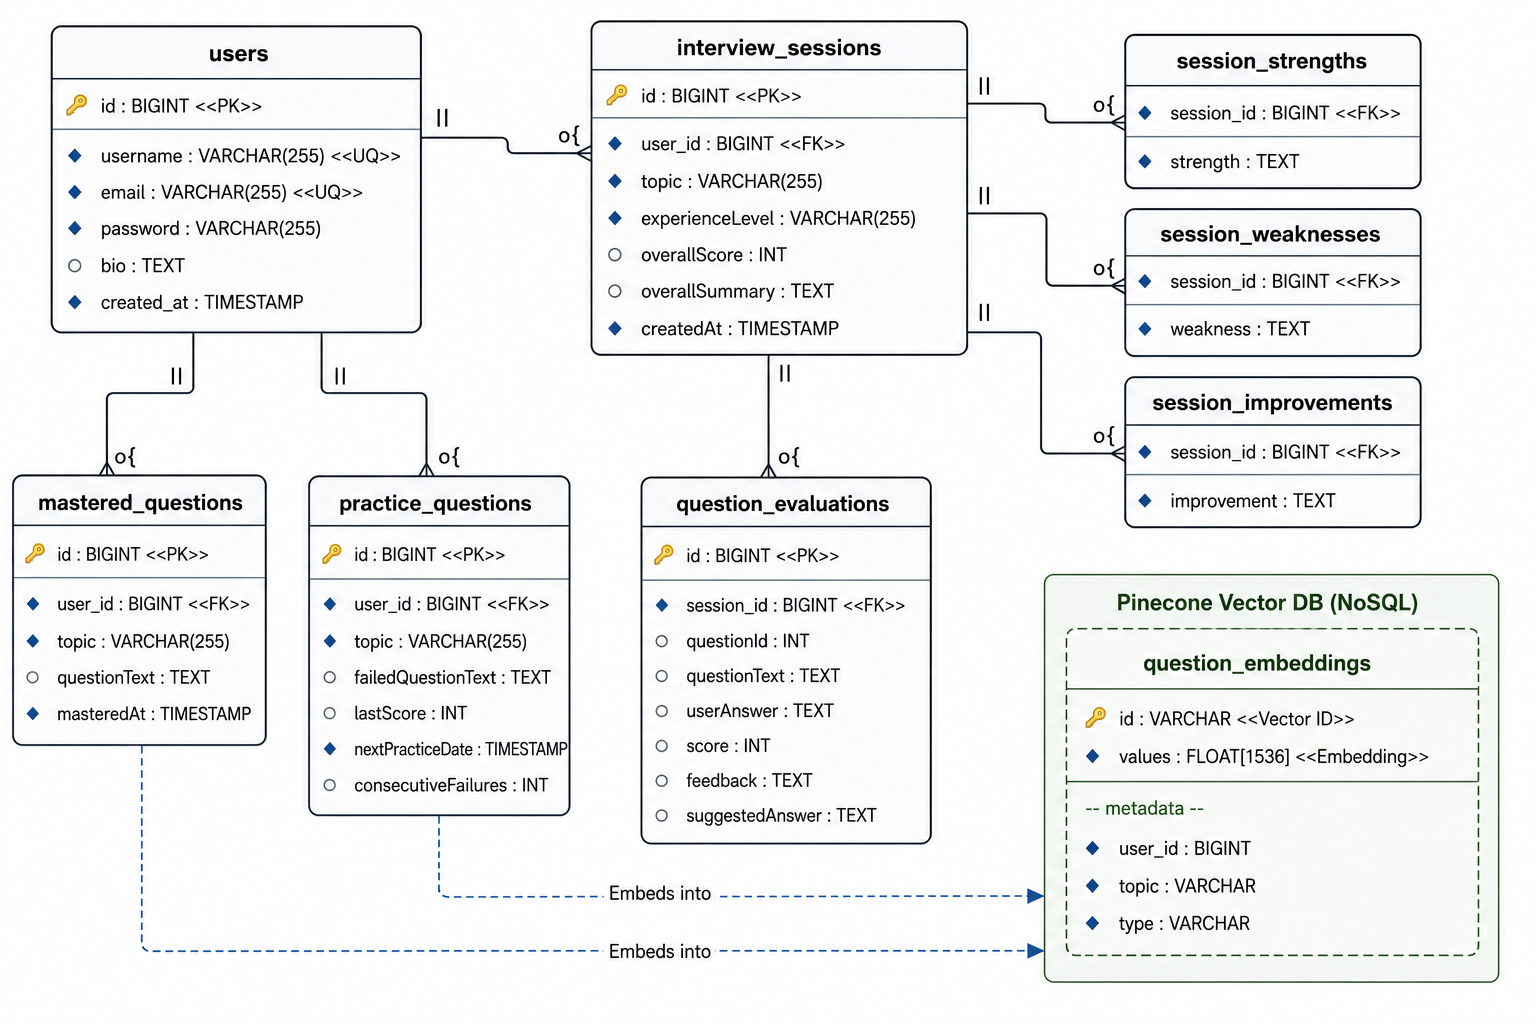 users
id : BIGINT <<PK>>
username : VARCHAR(255) <<UQ>>
email : VARCHAR(255) <<UQ>>
password : VARCHAR(255)
bio : TEXT
created_at : TIMESTAMP
||
o{
interview_sessions
id : BIGINT <<PK>>
user_id : BIGINT <<FK>>
topic : VARCHAR(255)
experienceLevel : VARCHAR(255)
overallScore : INT
overallSummary : TEXT
createdAt : TIMESTAMP
||
o{
session_strengths
session_id : BIGINT <<FK>>
strength : TEXT
||
o{
session_weaknesses
session_id : BIGINT <<FK>>
weakness : TEXT
||
o{
session_improvements
session_id : BIGINT <<FK>>
improvement : TEXT
||
o{
mastered_questions
id : BIGINT <<PK>>
user_id : BIGINT <<FK>>
topic : VARCHAR(255)
questionText : TEXT
masteredAt : TIMESTAMP
||
o{
practice_questions
id : BIGINT <<PK>>
user_id : BIGINT <<FK>>
topic : VARCHAR(255)
failedQuestionText : TEXT
lastScore : INT
nextPracticeDate : TIMESTAMP
consecutiveFailures : INT
||
o{
question_evaluations
id : BIGINT <<PK>>
session_id : BIGINT <<FK>>
questionId : INT
questionText : TEXT
userAnswer : TEXT
score : INT
feedback : TEXT
suggestedAnswer : TEXT
Pinecone Vector DB (NoSQL)
question_embeddings
id : VARCHAR <<Vector ID>>
values : FLOAT[1536] <<Embedding>>
-- metadata --
user_id : BIGINT
topic : VARCHAR
type : VARCHAR
Embeds into
Embeds into